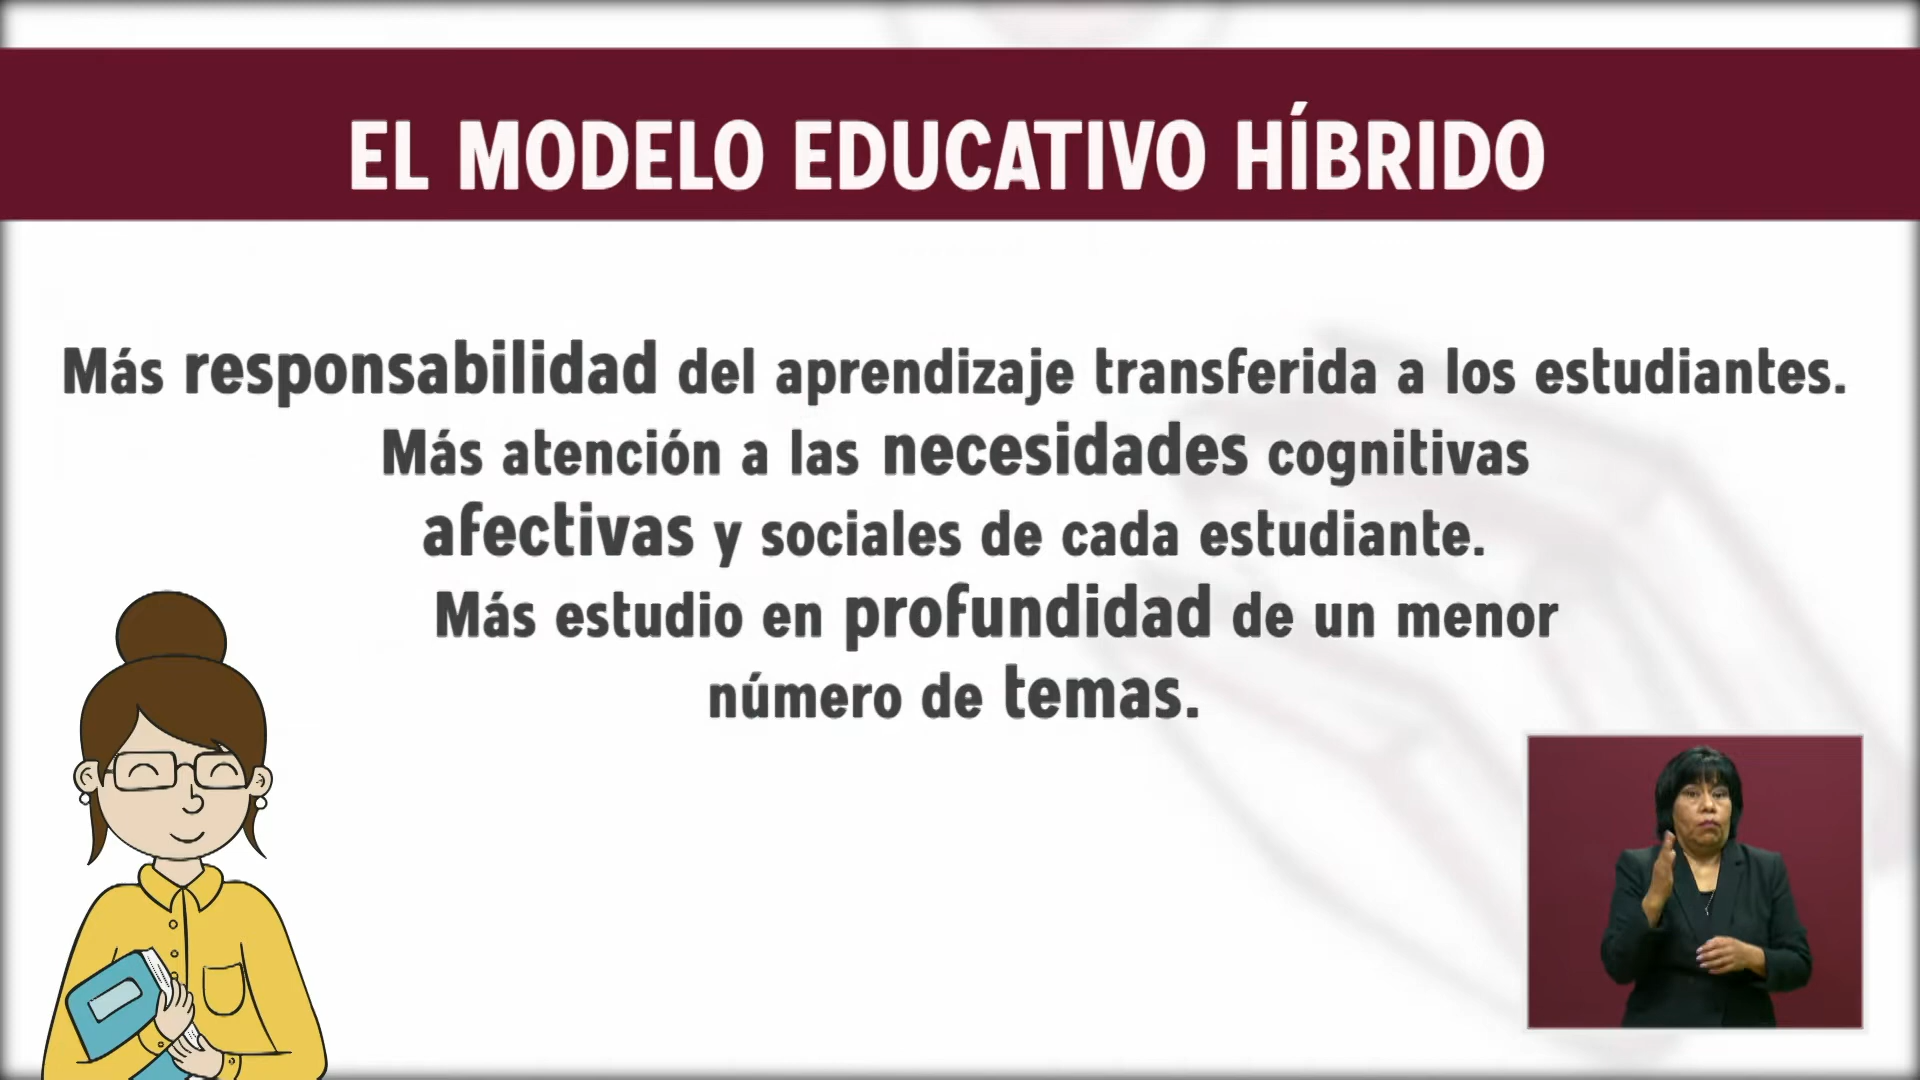 EL MODELO EDUCATIVO HÍBRIDO
Más responsabilidad del aprendizaje transferida a los estudiantes.
Más atención a las necesidades cognitivas
afectivas y sociales de cada estudiante.
Más estudio en profundidad de un menor
número de temas.